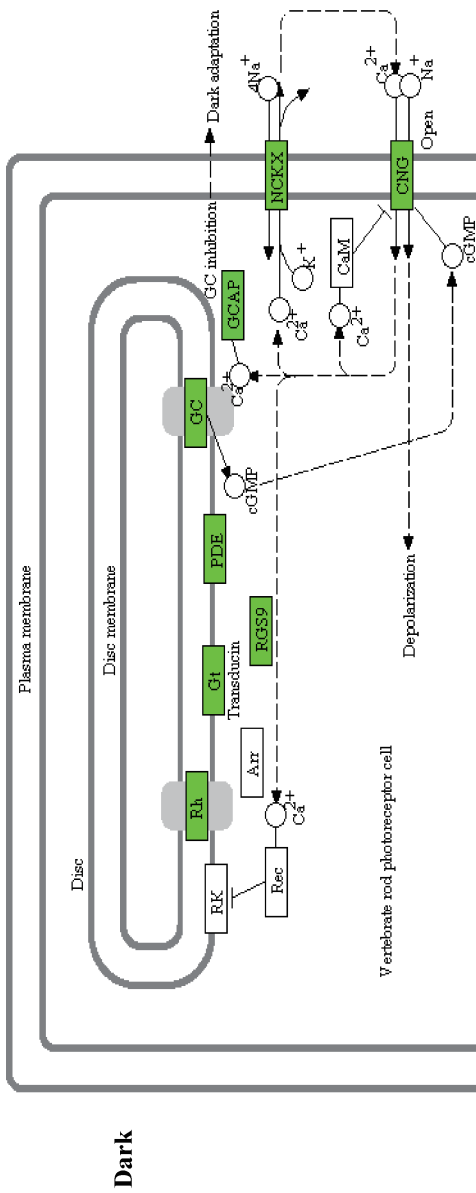 Dark
Plasma membrane
Disc
Disc membrane
Rh
RK
Rec
Ca2+
Arr
Gt
Transducin
RGS9
PDE
GC
cGMP
Ca2+
GCAP
GC inhibition
Dark adaptation
Ca2+
K+
NCKX
4Na+
Ca2+
CaM
CNG
Open
Ca2+
Na+
cGMP
Depolarization
Vertebrate rod photoreceptor cell